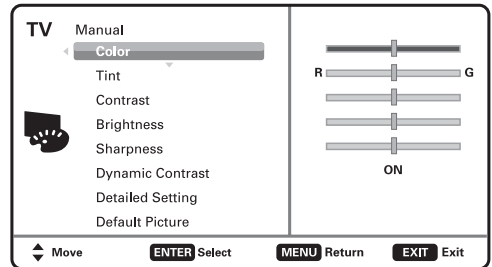 TV Manual
Color
Tint R G
Contrast
Brightness
Sharpness
Dynamic Contrast ON
Detailed Setting
Default Picture
Move ENTER Select MENU Return EXIT Exit